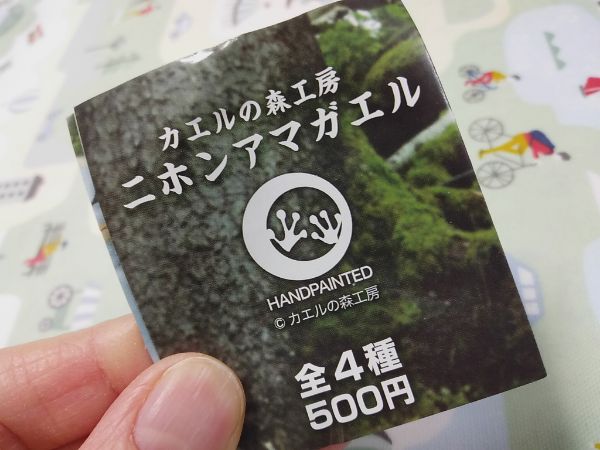 カエルの森工房
ニホンアマガエル
HANDPAINTED
© カエルの森工房
全4種
500円